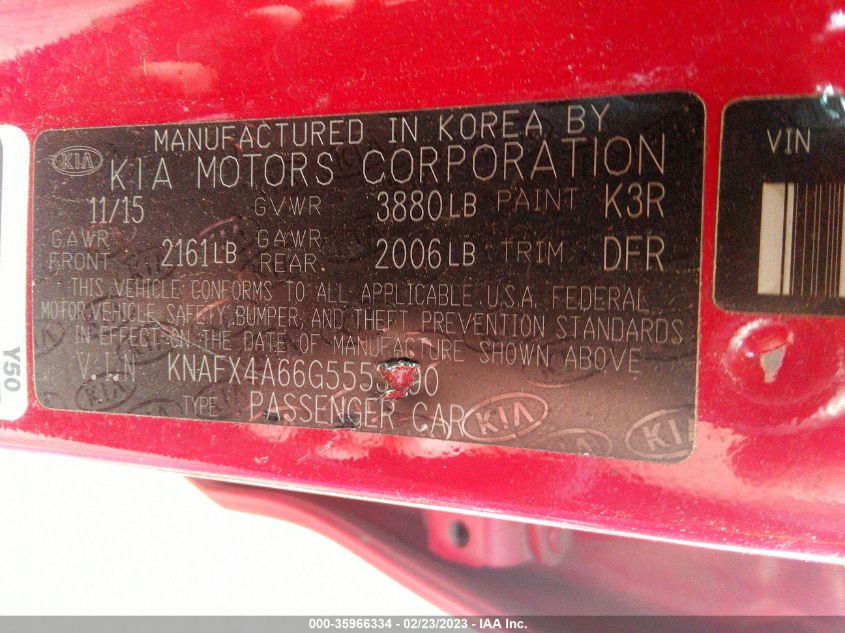 MANUFACTURED IN KOREA BY
KIA KIA MOTORS CORPORATION
11/15 GVWR 3880LB PAINT K3R
GAWR FRONT 2161LB GAWR REAR 2006LB TRIM DFR
THIS VEHICLE CONFORMS TO ALL APPLICABLE U.S.A. FEDERAL
MOTOR VEHICLE SAFETY, BUMPER, AND THEFT PREVENTION STANDARDS
IN EFFECT ON THE DATE OF MANUFACTURE SHOWN ABOVE
V.I.N
TYPE PASSENGER CAR
KIA KIA
VIN
Y50
000-35966334 - 02/23/2023 - IAA Inc.